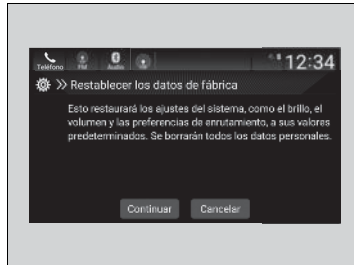 Teléfono FM Audio 12:34
Restablecer los datos de fábrica
Esto restaurará los ajustes del sistema, como el brillo, el
volumen y las preferencias de enrutamiento, a sus valores
predeterminados. Se borrarán todos los datos personales.
Continuar Cancelar